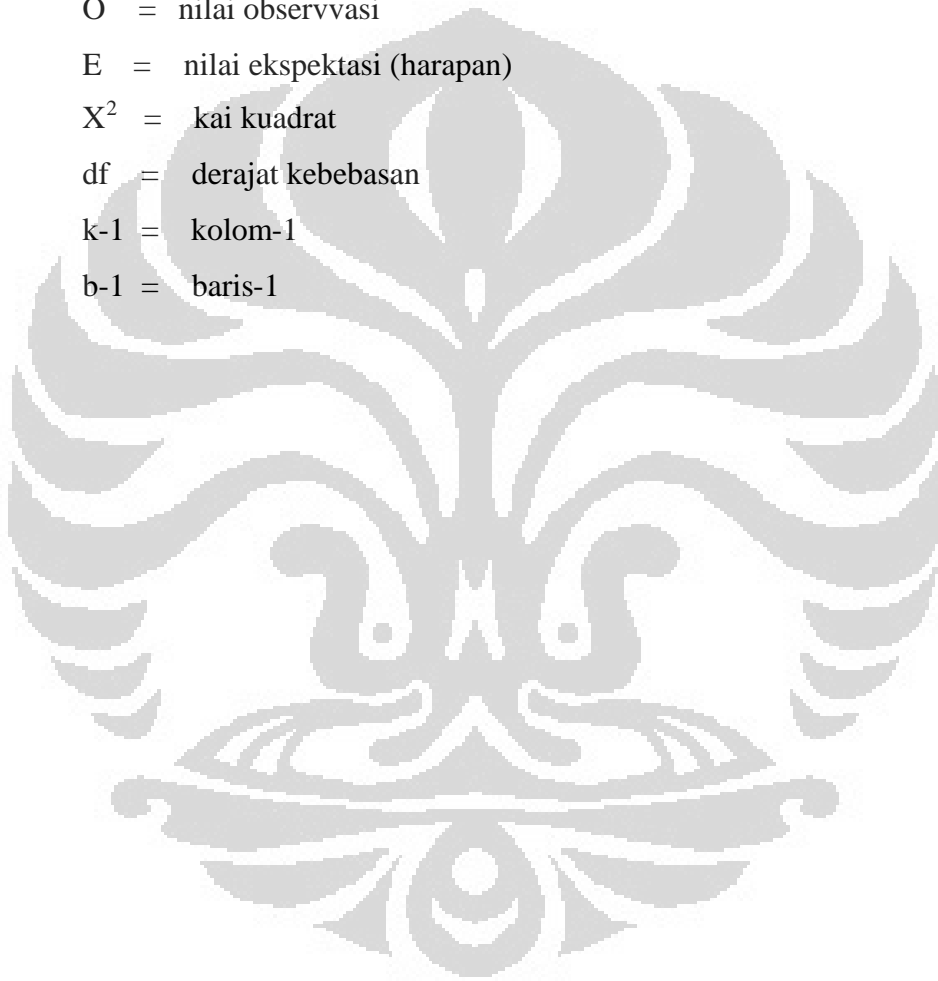 O = nilai observvasi
E = nilai ekspektasi (harapan)
X² = kai kuadrat
df = derajat kebebasan
k-1 = kolom-1
b-1 = baris-1